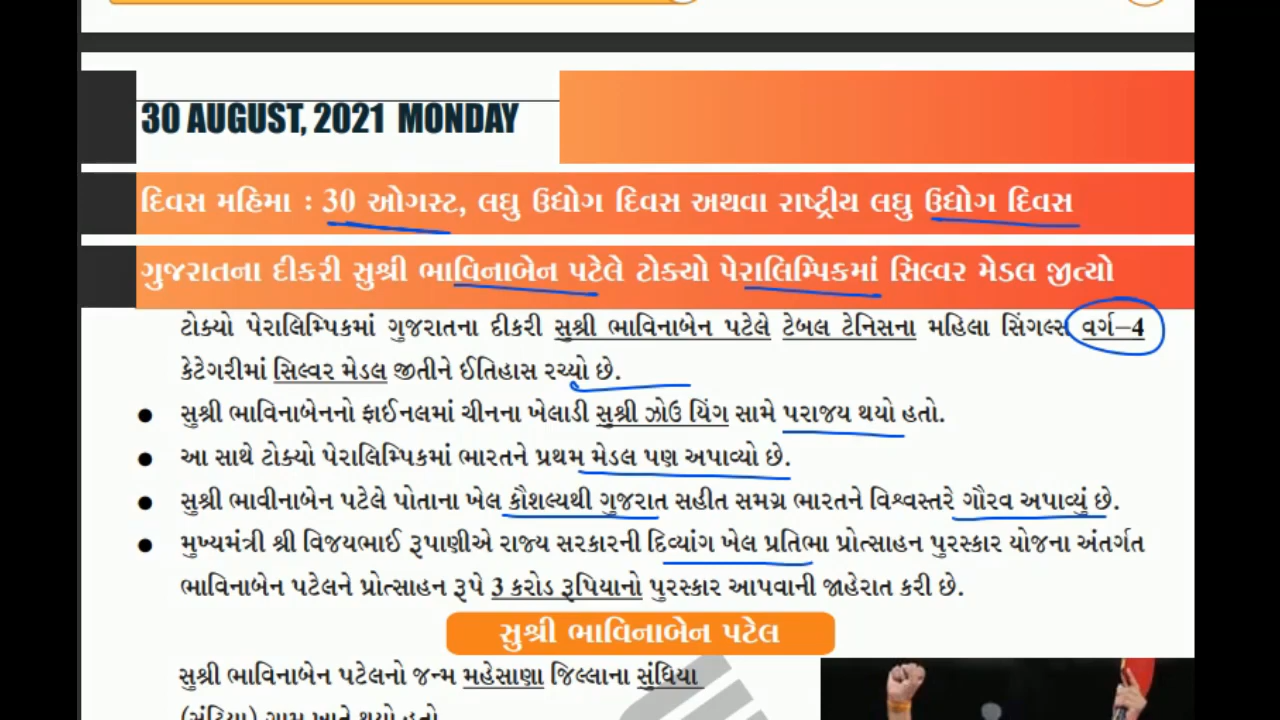 30 AUGUST, 2021 MONDAY
દિવસ મહિમા : 30 ઓગસ્ટ, લઘુ ઉદ્યોગ દિવસ અથવા રાષ્ટ્રીય લઘુ ઉદ્યોગ દિવસ
ગુજરાતના દીકરી સુશ્રી ભાવિનાબેન પટેલે ટોક્યો પેરાલિમ્પિકમાં સિલ્વર મેડલ જીત્યો
ટોક્યો પેરાલિમ્પિકમાં ગુજરાતના દીકરી સુશ્રી ભાવિનાબેન પટેલે ટેબલ ટેનિસના મહિલા સિંગલ્સ વર્ગ–4
કેટેગરીમાં સિલ્વર મેડલ જીતીને ઈતિહાસ રચ્યો છે.
● સુશ્રી ભાવિનાબેનનો ફાઈનલમાં ચીનના ખેલાડી સુશ્રી ઝોઉ યિંગ સામે પરાજય થયો હતો.
● આ સાથે ટોક્યો પેરાલિમ્પિકમાં ભારતને પ્રથમ મેડલ પણ અપાવ્યો છે.
● સુશ્રી ભાવીનાબેન પટેલે પોતાના ખેલ કૌશલ્યથી ગુજરાત સહીત સમગ્ર ભારતને વિશ્વસ્તરે ગૌરવ અપાવ્યું છે.
● મુખ્યમંત્રી શ્રી વિજયભાઈ રૂપાણીએ રાજ્ય સરકારની દિવ્યાંગ ખેલ પ્રતિભા પ્રોત્સાહન પુરસ્કાર યોજના અંતર્ગત
ભાવિનાબેન પટેલને પ્રોત્સાહન રૂપે 3 કરોડ રૂપિયાનો પુરસ્કાર આપવાની જાહેરાત કરી છે.
સુશ્રી ભાવિનાબેન પટેલ
સુશ્રી ભાવિનાબેન પટેલનો જન્મ મહેસાણા જિલ્લાના સુંધિયા